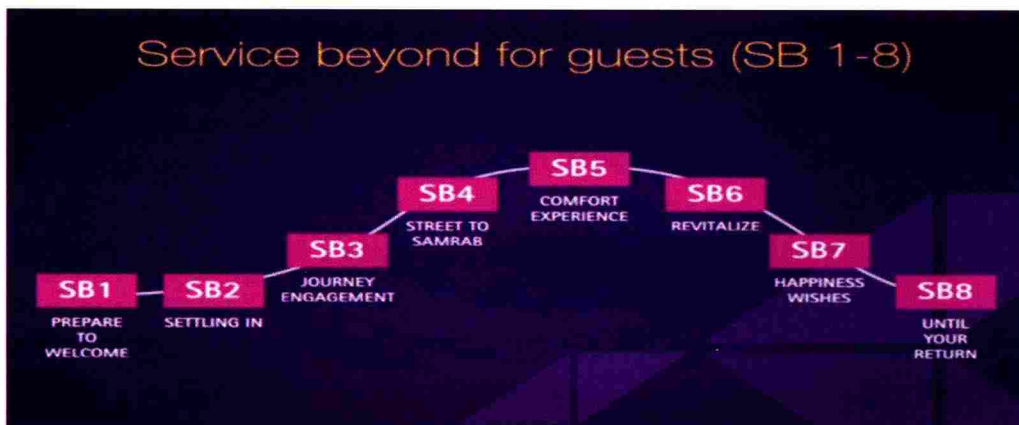 Service beyond for guests (SB 1-8)
SB1
PREPARE
TO
WELCOME
SB2
SETTLING IN
SB3
JOURNEY
ENGAGEMENT
SB4
STREET TO
SAMRAB
SB5
COMFORT
EXPERIENCE
SB6
REVITALIZE
SB7
HAPPINESS
WISHES
SB8
UNTIL
YOUR
RETURN